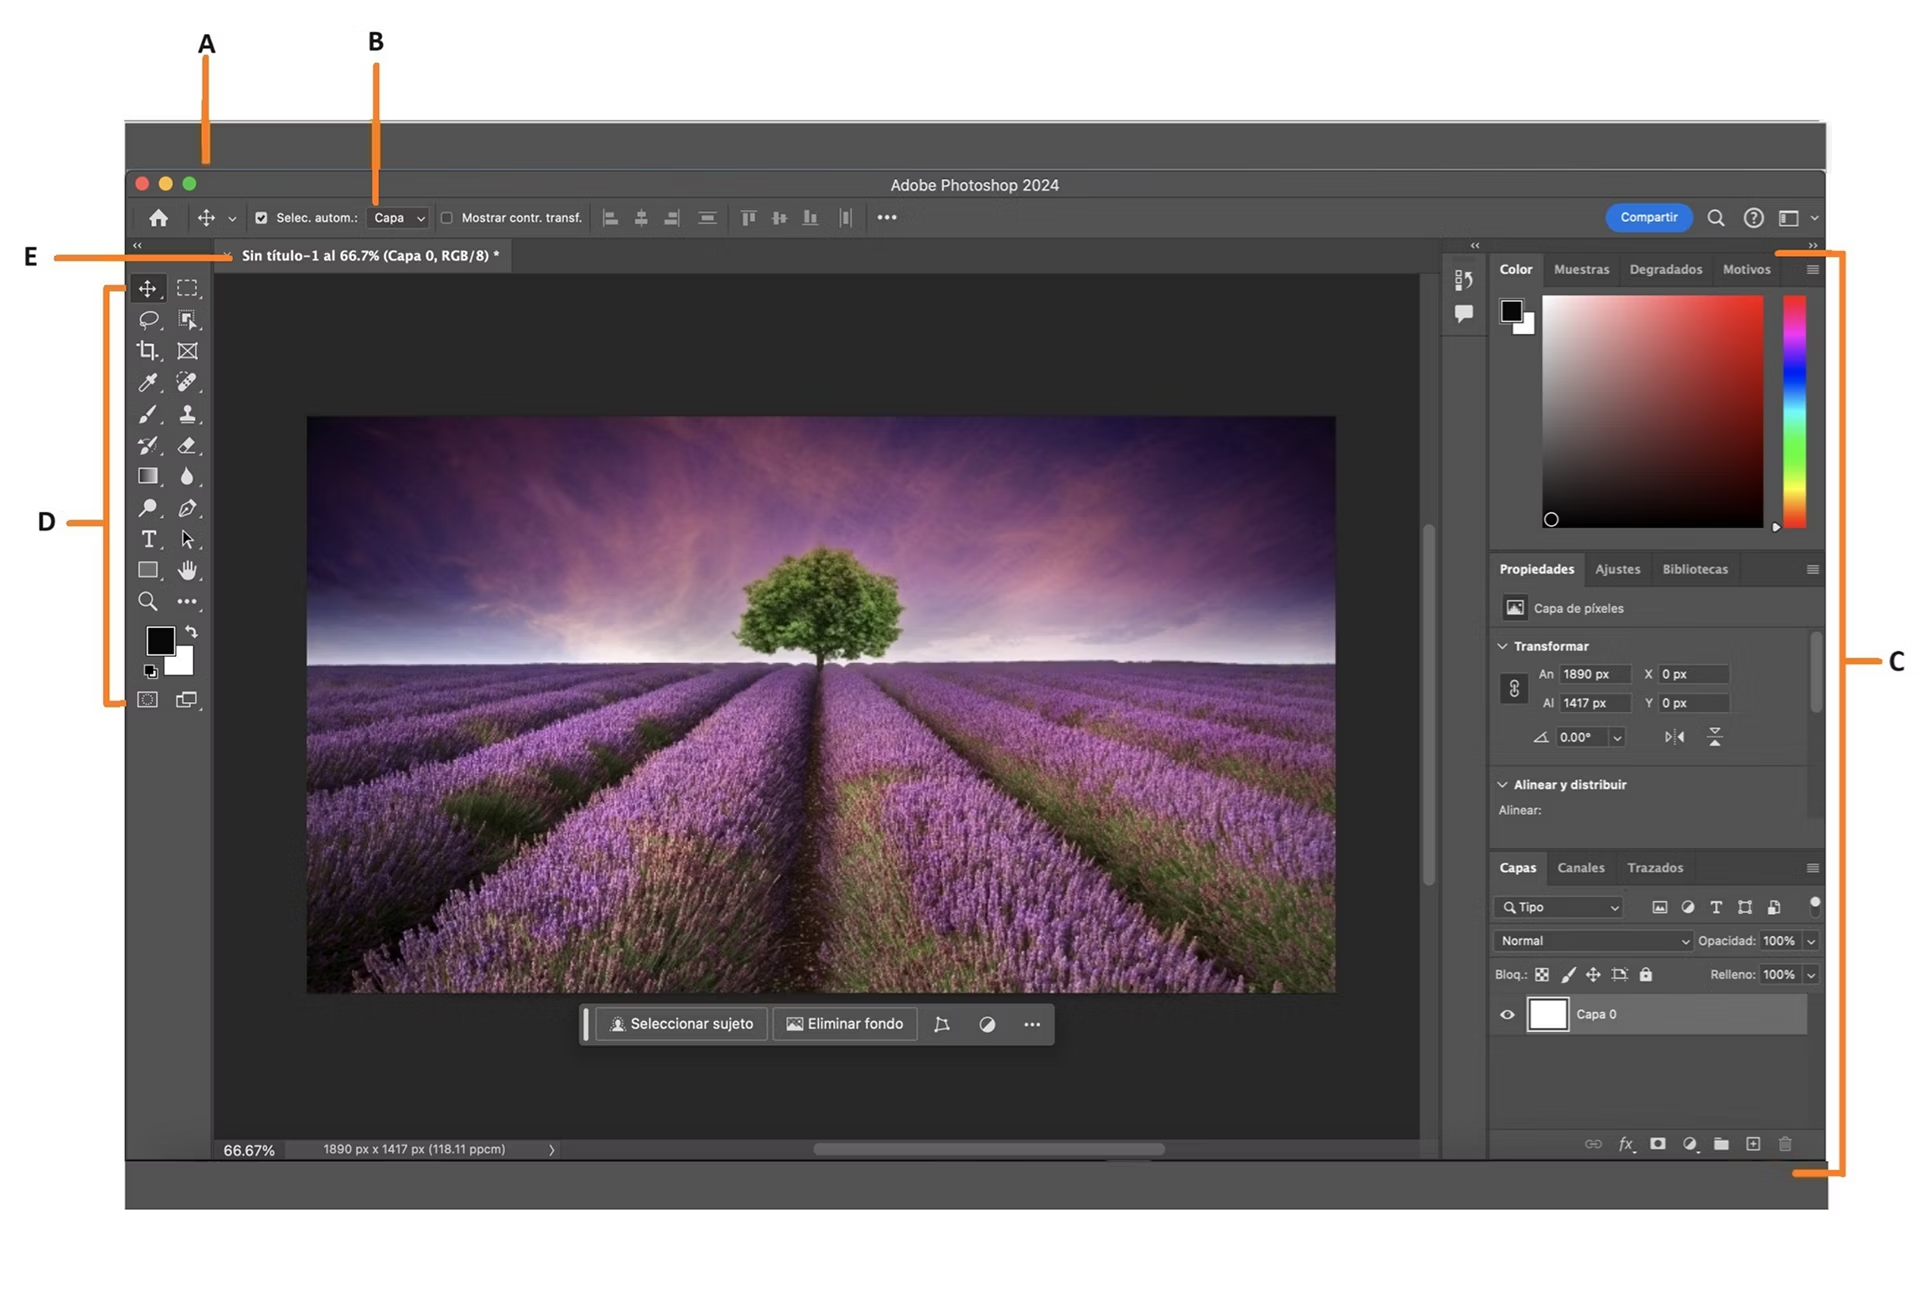 A
B
Adobe Photoshop 2024
Selec. autom.: Capa Mostrar contr. transf. Compartir
E
Sin título-1 al 66.7% (Capa 0, RGB/8) *
Color Muestras Degradados Motivos
D
T
Propiedades Ajustes Bibliotecas
Capa de píxeles
Transformar
An 1890 px X 0 px
C
Al 1417 px Y 0 px
0.00°
Alinear y distribuir
Alinear:
Capas Canales Trazados
Tipo T
Normal Opacidad: 100%
Bloq.: Relleno: 100%
Capa 0
Seleccionar sujeto Eliminar fondo
66.67% 1890 px x 1417 px (118.11 ppcm)
fx